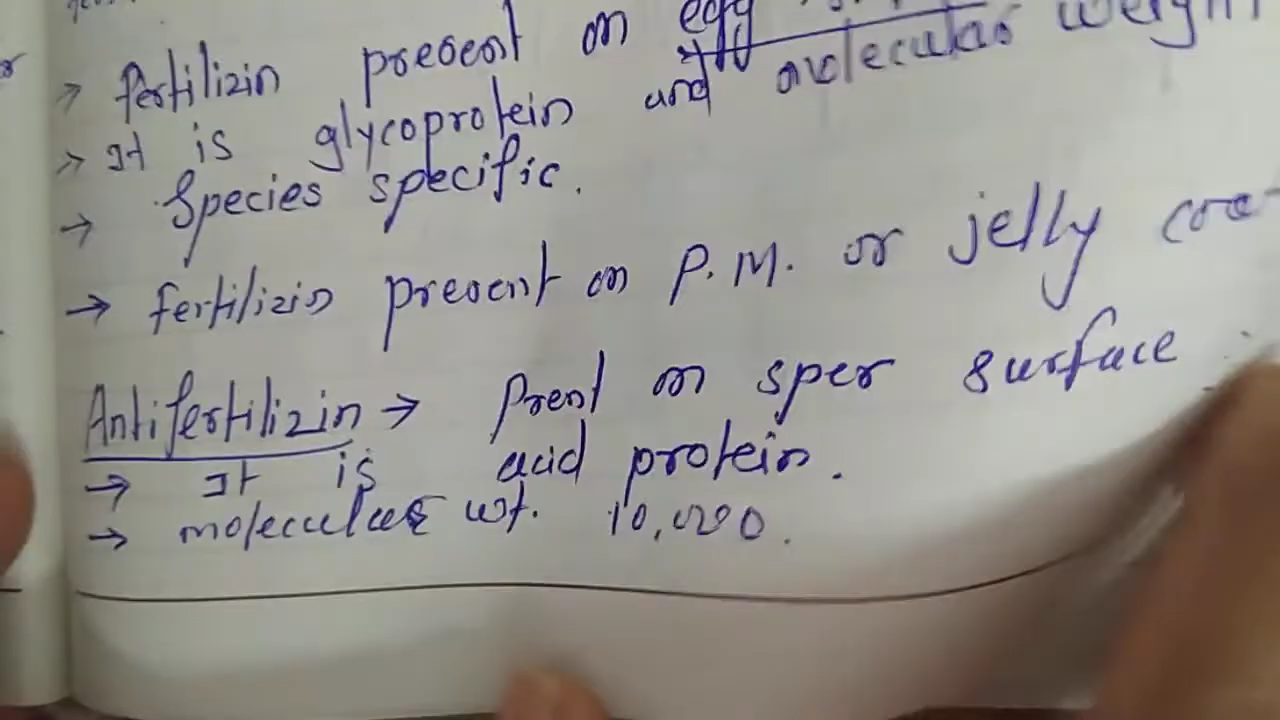 → fertilizin present on egg
→ It is glycoprotein and molecular weight
→ Species specific.
→ fertilizin present on P.M. or jelly coa
Antifertilizin → Prent on sper surface
→ It is acid protein.
→ molecular wt. 10,000.